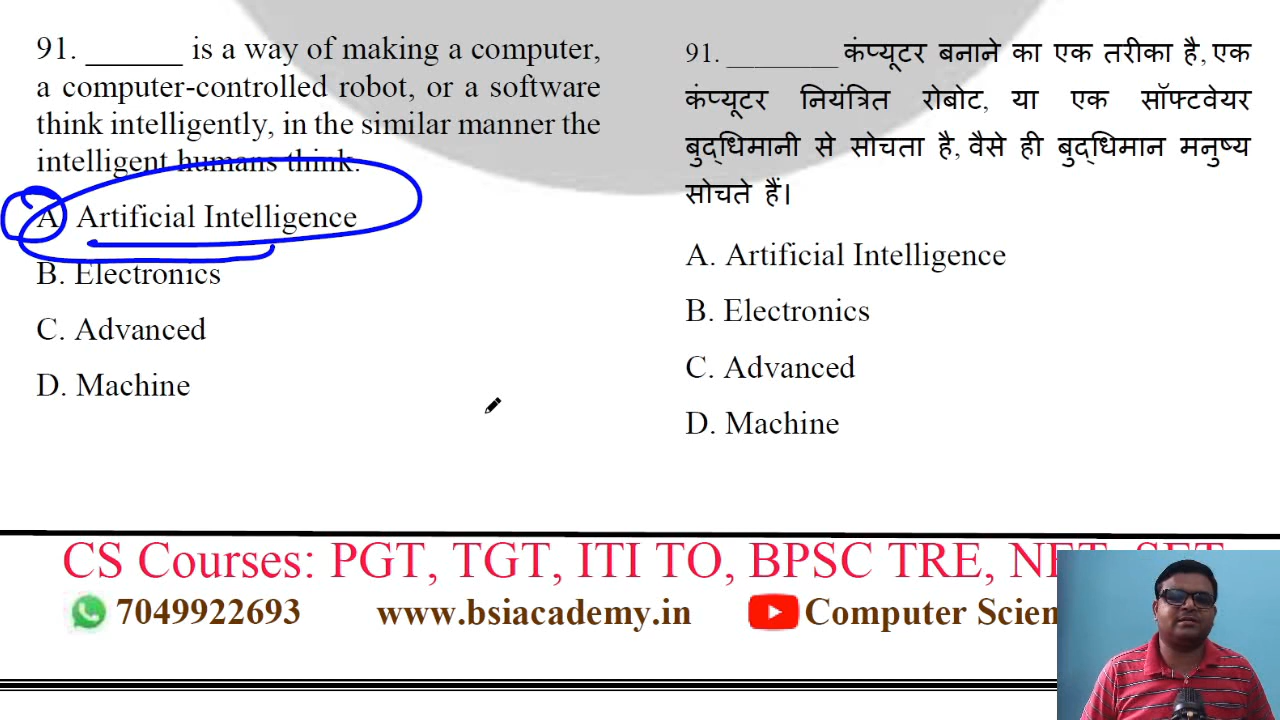 91. ______ is a way of making a computer,
a computer-controlled robot, or a software
think intelligently, in the similar manner the
intelligent humans think.
A. Artificial Intelligence
B. Electronics
C. Advanced
D. Machine
91. ________ कंप्यूटर बनाने का एक तरीका है, एक
कंप्यूटर नियंत्रित रोबोट, या एक सॉफ्टवेयर
बुद्धिमानी से सोचता है, वैसे ही बुद्धिमान मनुष्य
सोचते हैं।
A. Artificial Intelligence
B. Electronics
C. Advanced
D. Machine
CS Courses: PGT, TGT, ITI TO, BPSC TRE,
7049922693 www.bsiacademy.in Computer